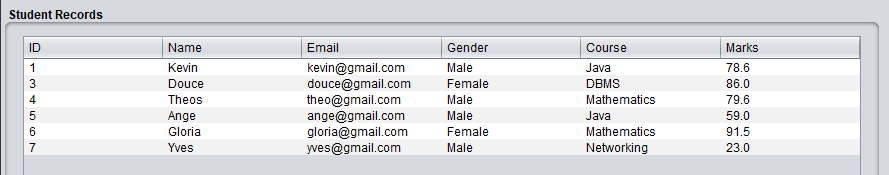 Student Records
ID Name Email Gender Course Marks
1 Kevin kevin@gmail.com Male Java 78.6
3 Douce douce@gmail.com Female DBMS 86.0
4 Theos theo@gmail.com Male Mathematics 79.6
5 Ange ange@gmail.com Male Java 59.0
6 Gloria gloria@gmail.com Female Mathematics 91.5
7 Yves yves@gmail.com Male Networking 23.0